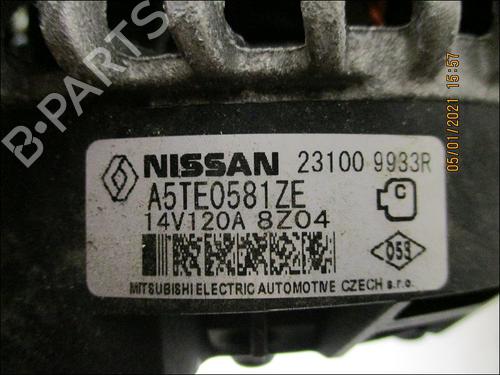 NISSAN 23100 9933R
A5TE0581ZE
C
14V120A 8Z04
053
MITSUBISHI ELECTRIC AUTOMOTIVE CZECH s.r.o.
B-PARTS
05/01/2021 15:57